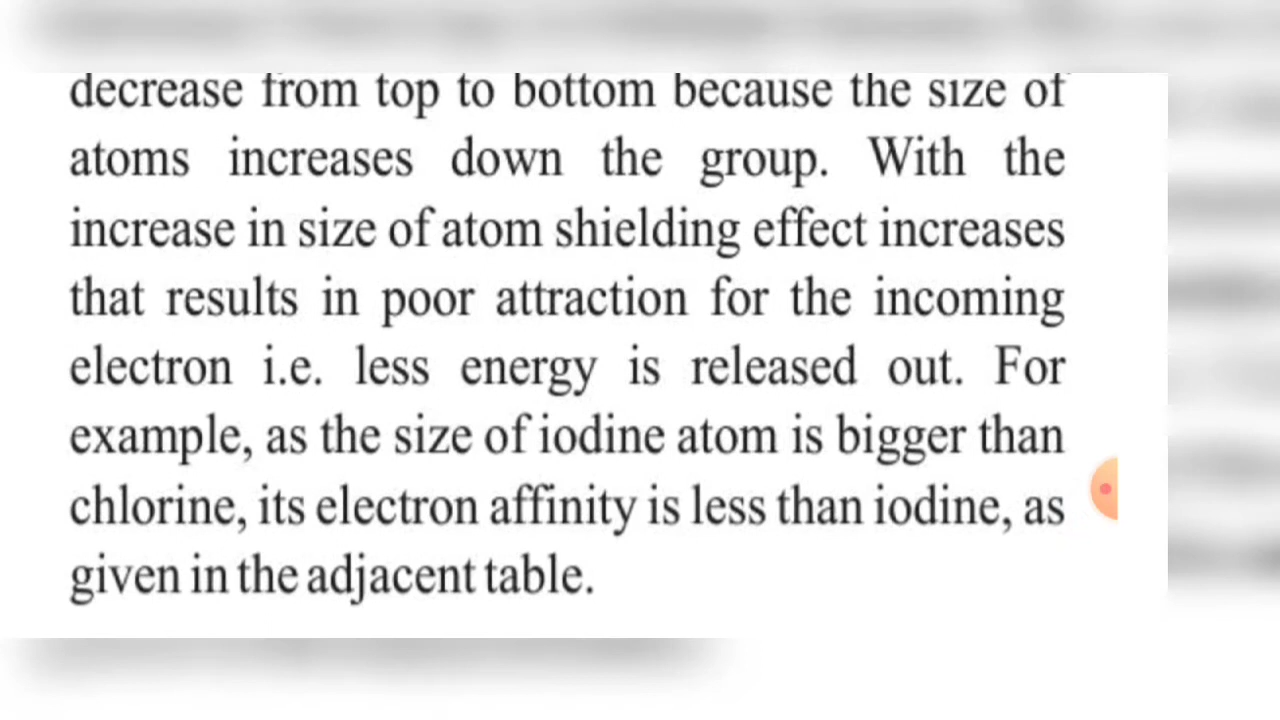 decrease from top to bottom because the size of
atoms increases down the group. With the
increase in size of atom shielding effect increases
that results in poor attraction for the incoming
electron i.e. less energy is released out. For
example, as the size of iodine atom is bigger than
chlorine, its electron affinity is less than iodine, as
given in the adjacent table.